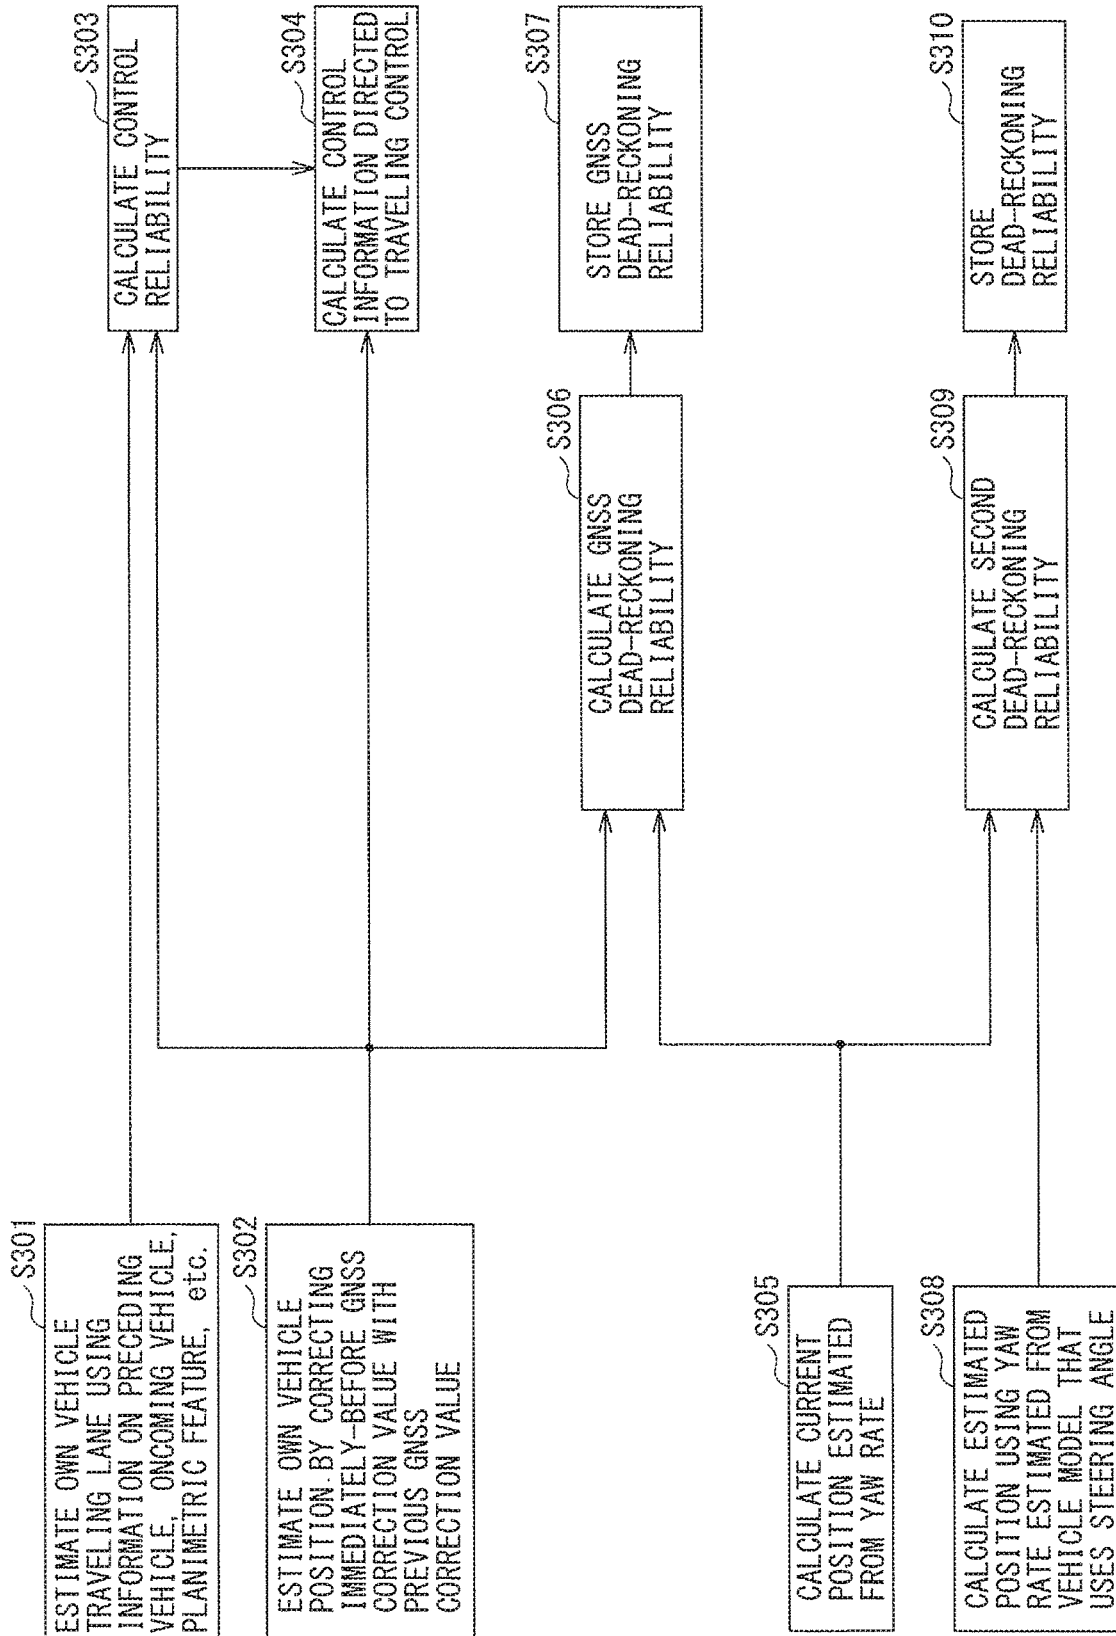 S301
ESTIMATE OWN VEHICLE
TRAVELING LANE USING
INFORMATION ON PRECEDING
VEHICLE, ONCOMING VEHICLE,
PLANIMETRIC FEATURE, etc.
S302
ESTIMATE OWN VEHICLE
POSITION BY CORRECTING
IMMEDIATELY-BEFORE GNSS
CORRECTION VALUE WITH
PREVIOUS GNSS
CORRECTION VALUE
S303
CALCULATE CONTROL
RELIABILITY
S304
CALCULATE CONTROL
INFORMATION DIRECTED
TO TRAVELING CONTROL
S305
CALCULATE CURRENT
POSITION ESTIMATED
FROM YAW RATE
S306
CALCULATE GNSS
DEAD-RECKONING
RELIABILITY
S307
STORE GNSS
DEAD-RECKONING
RELIABILITY
S308
CALCULATE ESTIMATED
POSITION USING YAW
RATE ESTIMATED FROM
VEHICLE MODEL THAT
USES STEERING ANGLE
S309
CALCULATE SECOND
DEAD-RECKONING
RELIABILITY
S310
STORE
DEAD-RECKONING
RELIABILITY